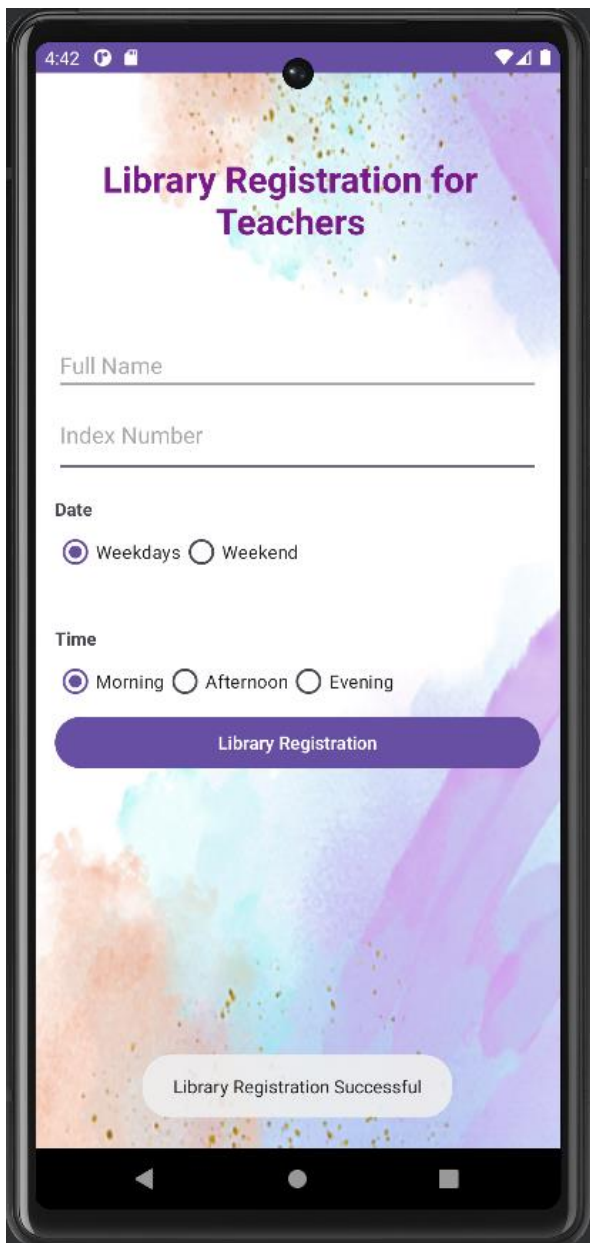 4:42
Library Registration for
Teachers
Full Name
Index Number
Date
Weekdays Weekend
Time
Morning Afternoon Evening
Library Registration
Library Registration Successful